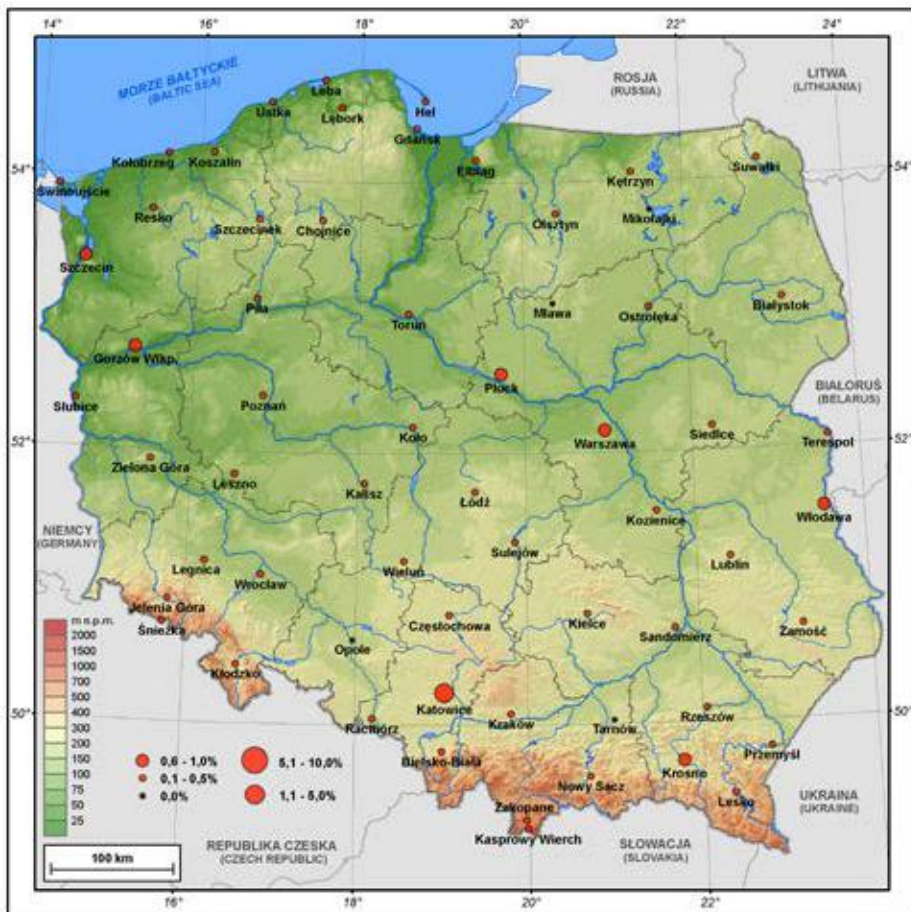 14°
16°
18°
20°
22°
24°
MORZE BAŁTYCKIE
(BALTIC SEA)
ROSJA
(RUSSIA)
LITWA
(LITHUANIA)
Łeba
Ustka
Lębork
Hel
Gdańsk
Kołobrzeg
Koszalin
54°
54°
Świnoujście
Elbląg
Kętrzyn
Suwałki
Resko
Szczecinek
Chojnice
Olsztyn
Mikołajki
Szczecin
Piła
Toruń
Mława
Ostrołęka
Białystok
Gorzów Wlkp.
Płock
Słubice
Poznań
BIAŁORUŚ
(BELARUS)
52°
Koło
Warszawa
Siedlce
Terespol
52°
Zielona Góra
Leszno
Kalisz
Łódź
Kozienice
Włodawa
NIEMCY
(GERMANY)
Legnica
Wrocław
Wieluń
Sulejów
Lublin
Jelenia Góra
Śnieżka
Częstochowa
Kielce
Sandomierz
Zamość
m n.p.m.
2000
1500
1000
700
500
400
300
200
150
100
75
50
25
Kłodzko
Opole
50°
Katowice
Racibórz
Kraków
Tarnów
Rzeszów
50°
Przemyśl
0,6 - 1,0%
5,1 - 10,0%
0,1 - 0,5%
1,1 - 5,0%
0,0%
Bielsko-Biała
Nowy Sącz
Krosno
Lesko
UKRAINA
(UKRAINE)
Zakopane
Kasprowy Wierch
100 km
REPUBLIKA CZESKA
(CZECH REPUBLIC)
SŁOWACJA
(SLOVAKIA)
16°
18°
20°
22°